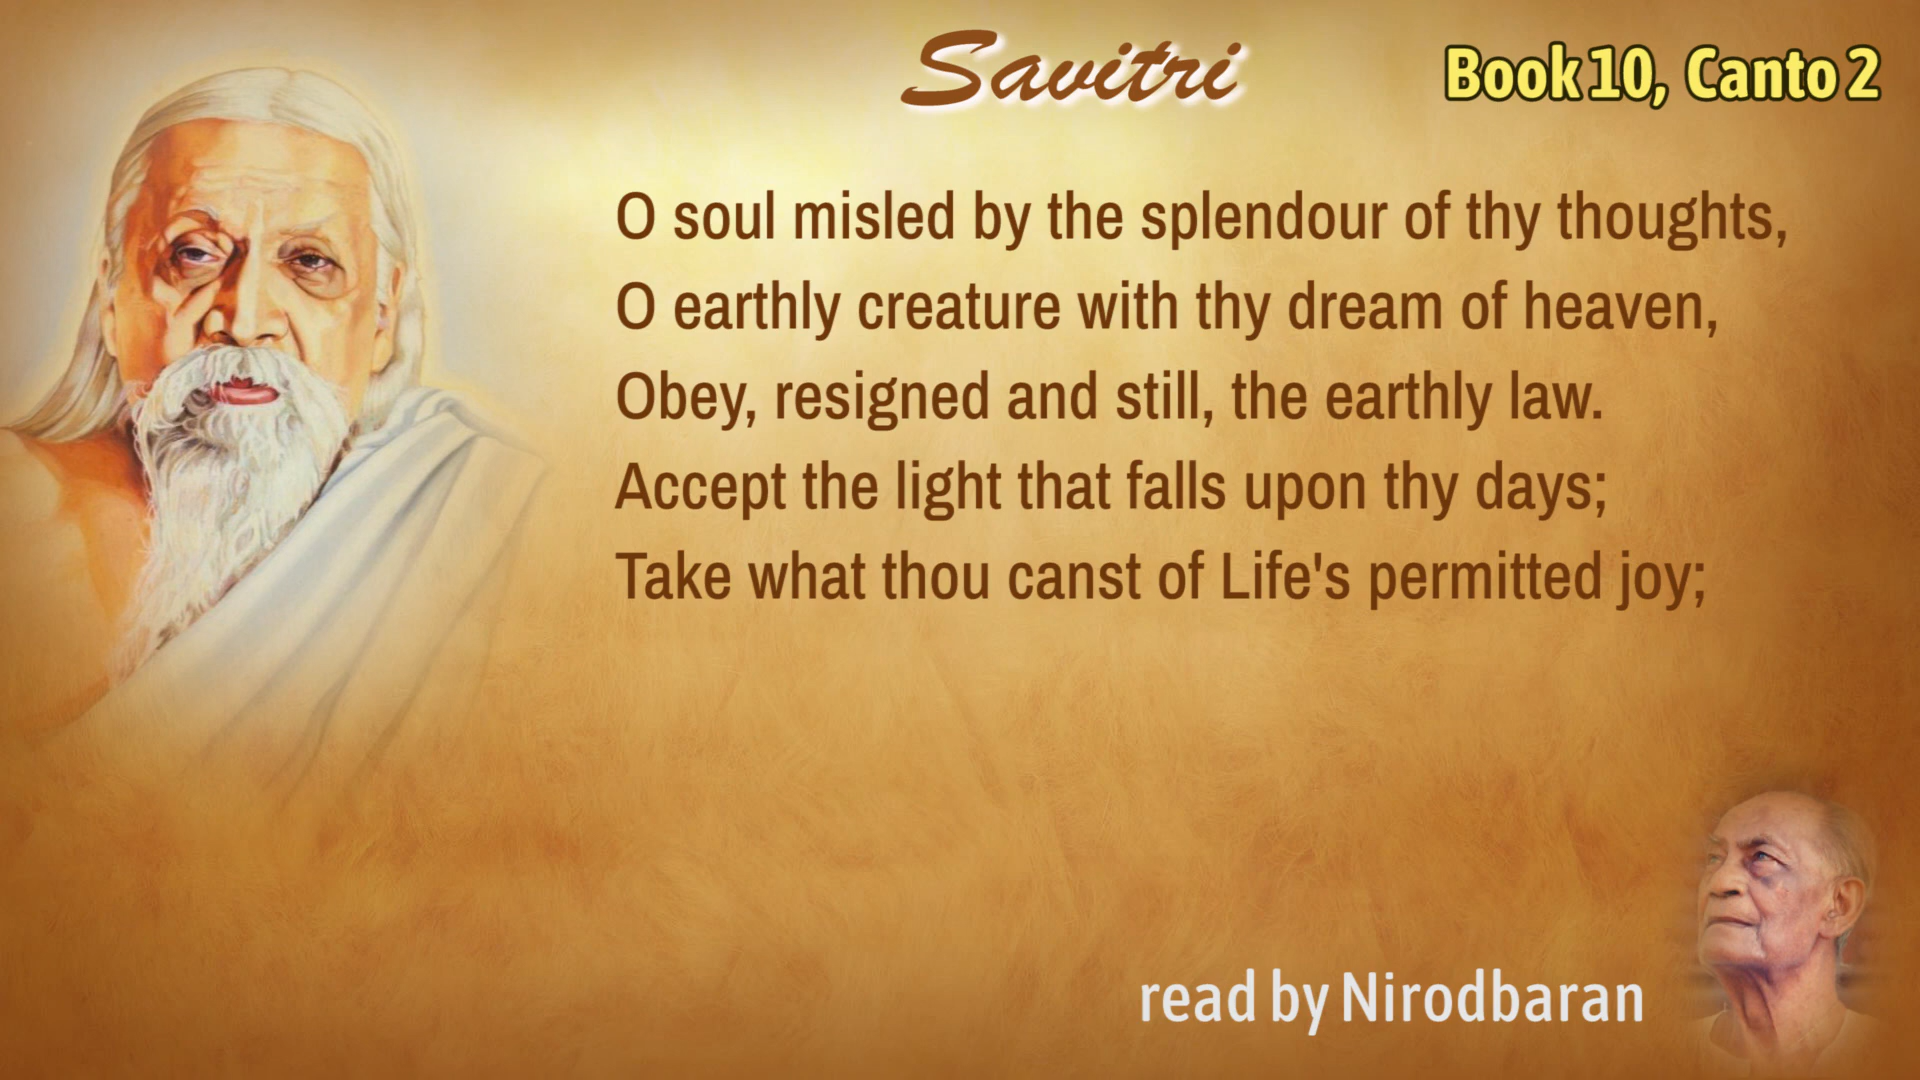 Savitri
Book 10, Canto 2
O soul misled by the splendour of thy thoughts,
O earthly creature with thy dream of heaven,
Obey, resigned and still, the earthly law.
Accept the light that falls upon thy days;
Take what thou canst of Life's permitted joy;
read by Nirodbaran